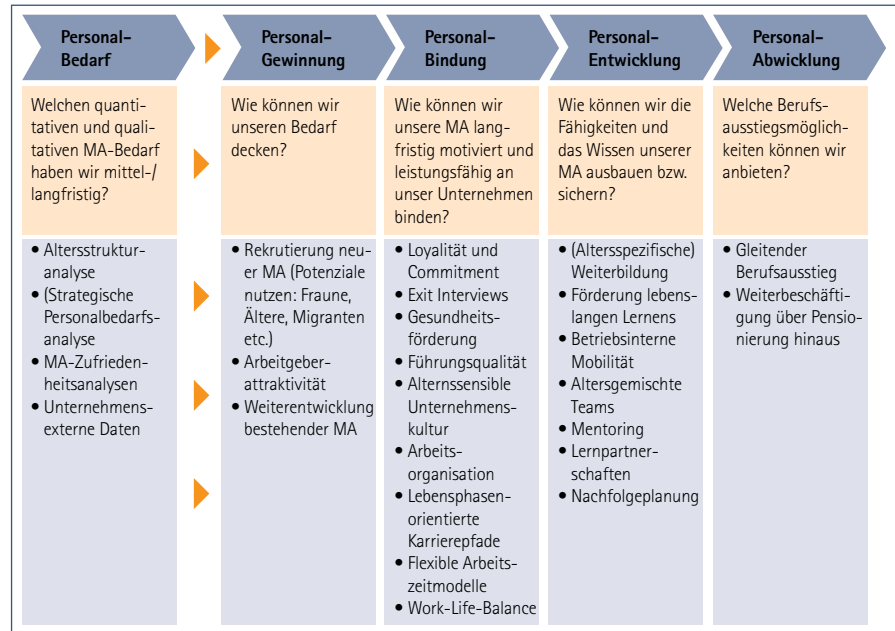 Personal-
Bedarf
Personal-
Gewinnung
Personal-
Bindung
Personal-
Entwicklung
Personal-
Abwicklung
Welchen quanti-
tativen und quali-
tativen MA-Bedarf
haben wir mittel-/
langfristig?
Wie können wir
unseren Bedarf
decken?
Wie können wir
unsere MA lang-
fristig motiviert und
leistungsfähig an
unser Unternehmen
binden?
Wie können wir die
Fähigkeiten und
das Wissen unserer
MA ausbauen bzw.
sichern?
Welche Berufs-
ausstiegsmöglich-
keiten können wir
anbieten?
• Altersstruktur-
analyse
• (Strategische
Personalbedarfs-
analyse
• MA-Zufrieden-
heitsanalysen
• Unternehmens-
externe Daten
• Rekrutierung neu-
er MA (Potenziale
nutzen: Fraune,
Ältere, Migranten
etc.)
• Arbeitgeber-
attraktivität
• Weiterentwicklung
bestehender MA
• Loyalität und
Commitment
• Exit Interviews
• Gesundheits-
förderung
• Führungsqualität
• Alternssensible
Unternehmens-
kultur
• Arbeits-
organisation
• Lebensphasen-
orientierte
Karrierepfade
• Flexible Arbeits-
zeitmodelle
• Work-Life-Balance
• (Altersspezifische)
Weiterbildung
• Förderung lebens-
langen Lernens
• Betriebsinterne
Mobilität
• Altersgemischte
Teams
• Mentoring
• Lernpartner-
schaften
• Nachfolgeplanung
• Gleitender
Berufsausstieg
• Weiterbeschäfti-
gung über Pensio-
nierung hinaus